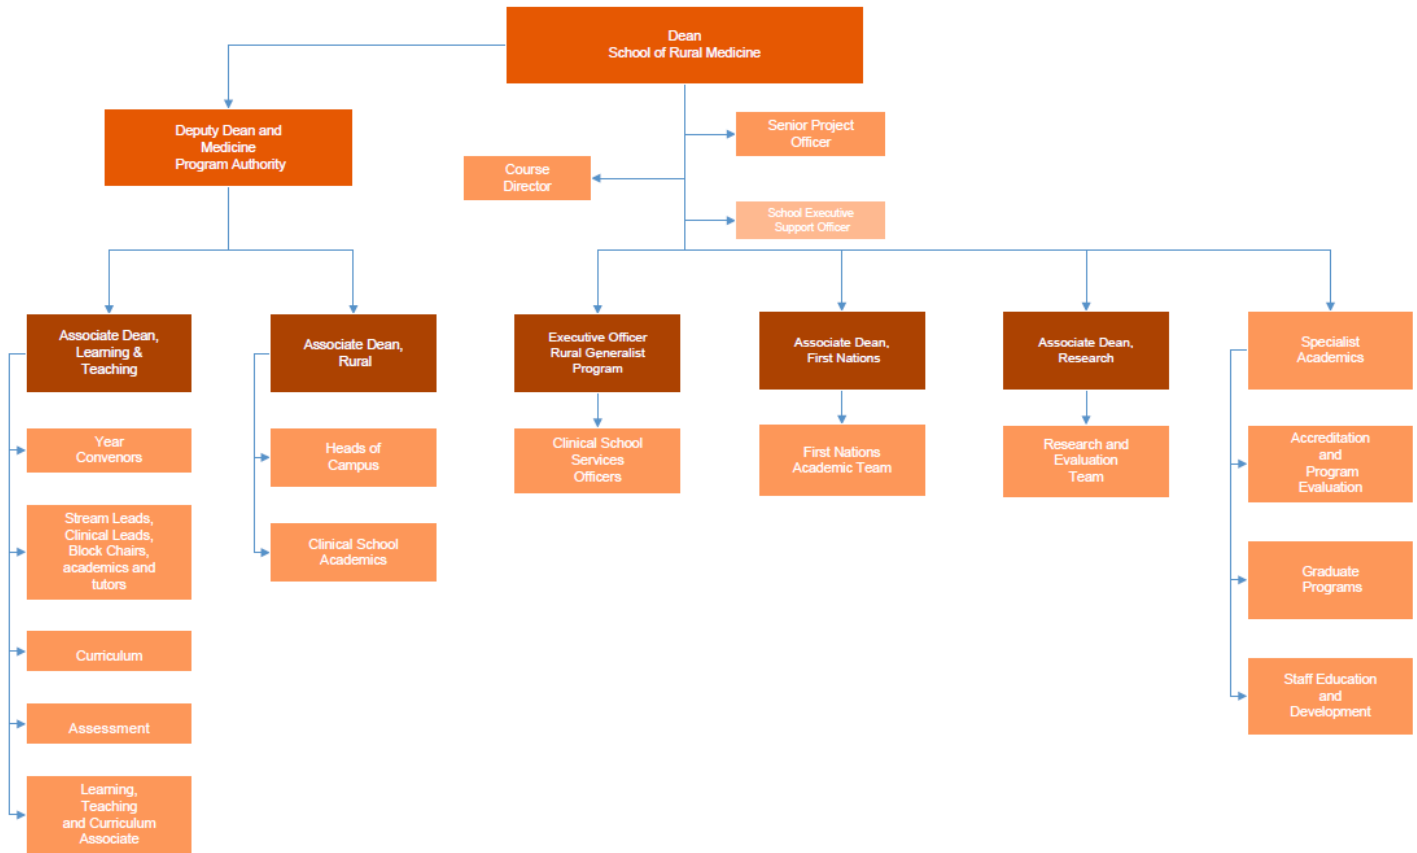 Dean
School of Rural Medicine
Deputy Dean and
Medicine
Program Authority
Senior Project
Officer
Course
Director
School Executive
Support Officer
Associate Dean,
Learning &
Teaching
Associate Dean,
Rural
Executive Officer
Rural Generalist
Program
Associate Dean,
First Nations
Associate Dean,
Research
Specialist
Academics
Year
Convenors
Heads of
Campus
Clinical School
Services
Officers
First Nations
Academic Team
Research and
Evaluation
Team
Accreditation
and
Program
Evaluation
Stream Leads,
Clinical Leads,
Block Chairs,
academics and
tutors
Clinical School
Academics
Graduate
Programs
Curriculum
Staff Education
and
Development
Assessment
Learning,
Teaching
and Curriculum
Associate